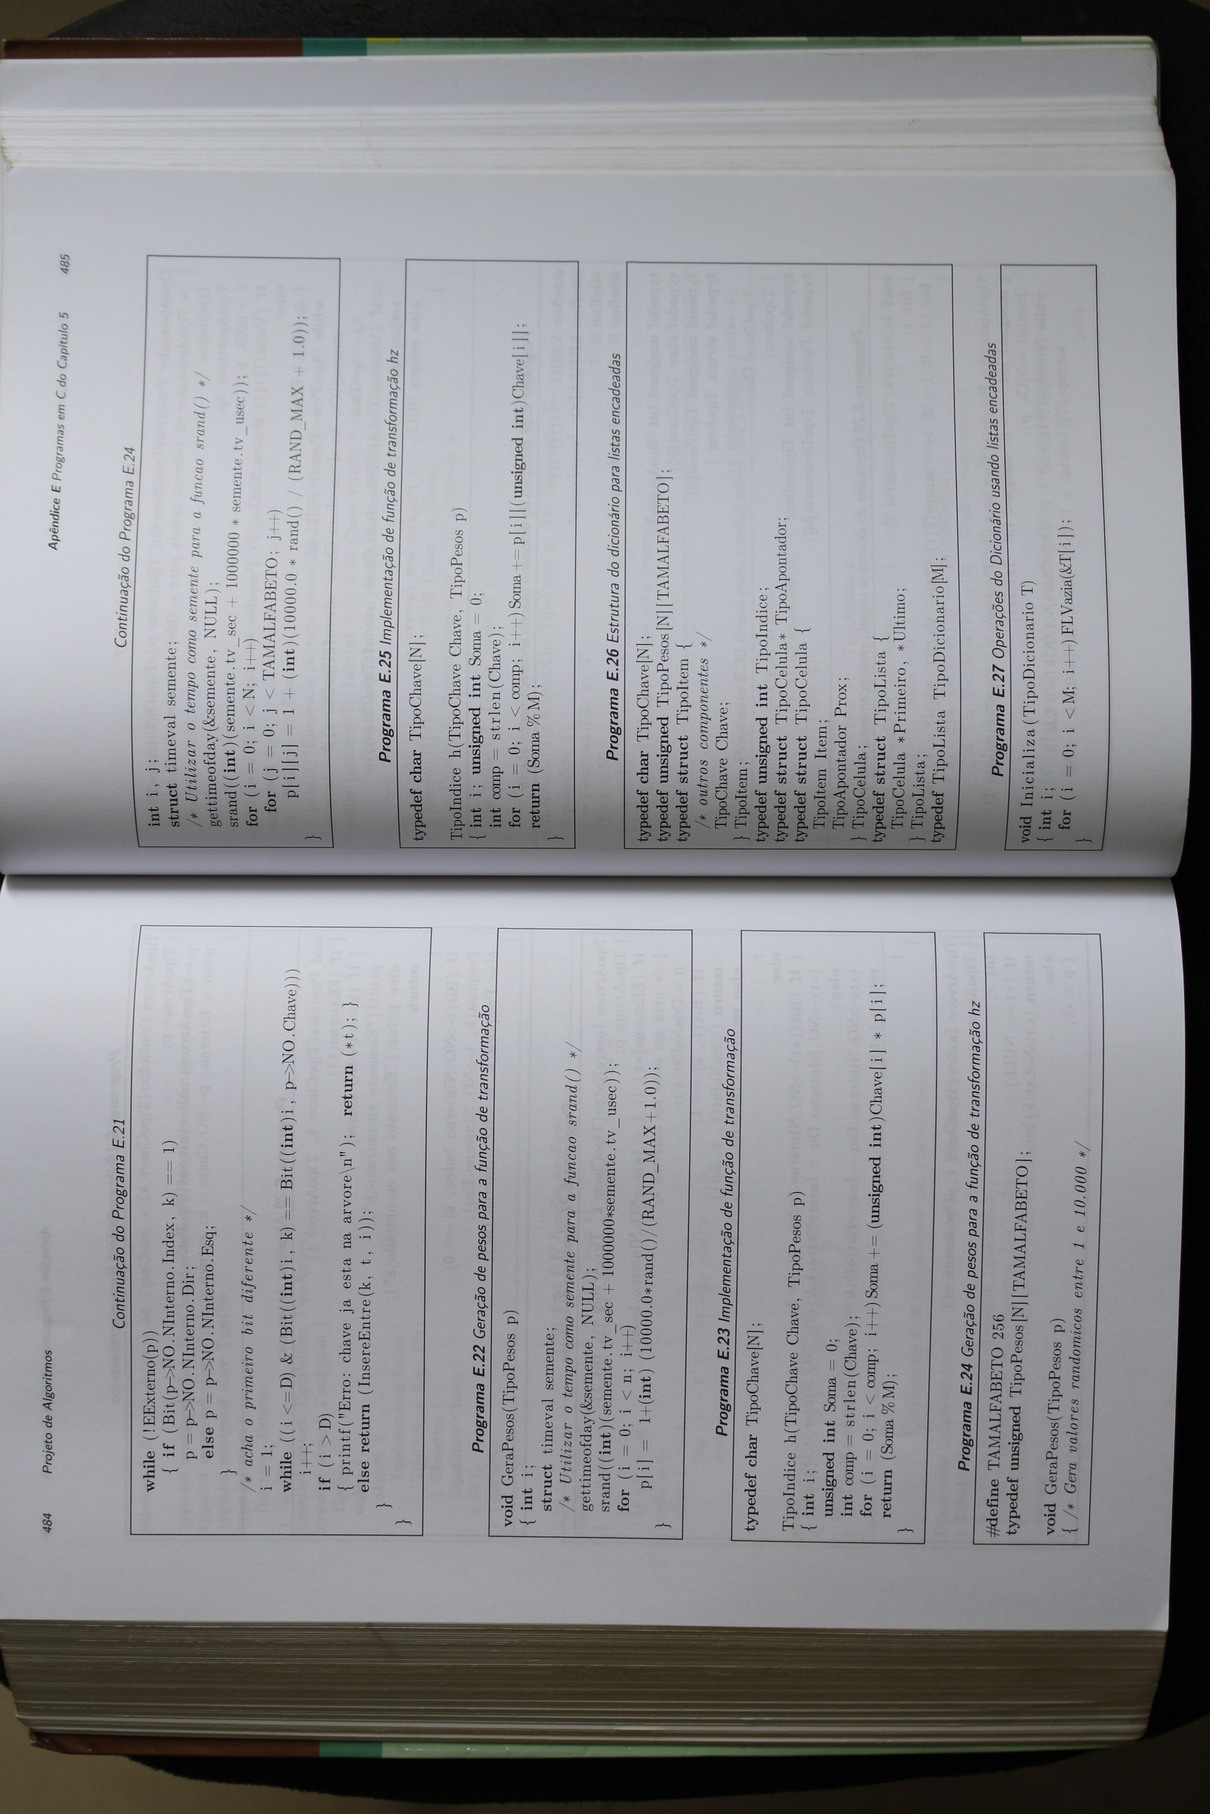 484 Projeto de Algoritmos
Continuação do Programa E.21
while (!EExterno(p))
{ if (Bit(p->NO.NInterno.Index, k) == 1)
p = p->NO.NInterno.Dir;
else p = p->NO.NInterno.Esq;
}
/* acha o primeiro bit diferente */
i = 1;
while ((i <=D) & (Bit((int)i, k) == Bit((int)i, p->NO.Chave)))
i++;
if (i > D)
{ printf("Erro: chave ja esta na arvore\n"); return (*t); }
else return (InsereEntre(k, t, i));
}
}
Programa E.22 Geração de pesos para a função de transformação
void GeraPesos(TipoPesos p)
{ int i;
struct timeval semente;
/* Utilizar o tempo como semente para a funcao srand() */
gettimeofday(&semente, NULL);
srand((int)(semente.tv_sec + 1000000*semente.tv_usec));
for (i = 0; i < n; i++)
p[i] = 1+(int) (10000.0*rand()/(RAND_MAX+1.0));
}
Programa E.23 Implementação de função de transformação
typedef char TipoChave[N];
TipoIndice h(TipoChave Chave, TipoPesos p)
{ int i;
unsigned int Soma = 0;
int comp = strlen(Chave);
for (i = 0; i < comp; i++) Soma += (unsigned int)Chave[i] * p[i];
return (Soma % M);
}
Programa E.24 Geração de pesos para a função de transformação hz
#define TAMALFABETO 256
typedef unsigned TipoPesos[N][TAMALFABETO];
void GeraPesos(TipoPesos p)
{ /* Gera valores randomicos entre 1 e 10.000 */
Apêndice E Programas em C do Capítulo 5 485
Continuação do Programa E.24
int i, j;
struct timeval semente;
/* Utilizar o tempo como semente para a funcao srand() */
gettimeofday(&semente, NULL);
srand((int)(semente.tv_sec + 1000000 * semente.tv_usec));
for (i = 0; i < N; i++)
for (j = 0; j < TAMALFABETO; j++)
p[i][j] = 1 + (int)(10000.0 * rand() / (RAND_MAX + 1.0));
}
Programa E.25 Implementação de função de transformação hz
typedef char TipoChave[N];
TipoIndice h(TipoChave Chave, TipoPesos p)
{ int i; unsigned int Soma = 0;
int comp = strlen(Chave);
for (i = 0; i < comp; i++) Soma += p[i][(unsigned int)Chave[i]];
return (Soma % M);
}
Programa E.26 Estrutura do dicionário para listas encadeadas
typedef char TipoChave[N];
typedef unsigned TipoPesos[N][TAMALFABETO];
typedef struct TipoItem {
/* outros componentes */
TipoChave Chave;
} TipoItem;
typedef unsigned int TipoIndice;
typedef struct TipoCelula* TipoApontador;
typedef struct TipoCelula {
TipoItem Item;
TipoApontador Prox;
} TipoCelula;
typedef struct TipoLista {
TipoCelula *Primeiro, *Ultimo;
} TipoLista;
typedef TipoLista TipoDicionario[M];
Programa E.27 Operações do Dicionário usando listas encadeadas
void Inicializa(TipoDicionario T)
{ int i;
for (i = 0; i < M; i++) FLVazia(&T[i]);
}